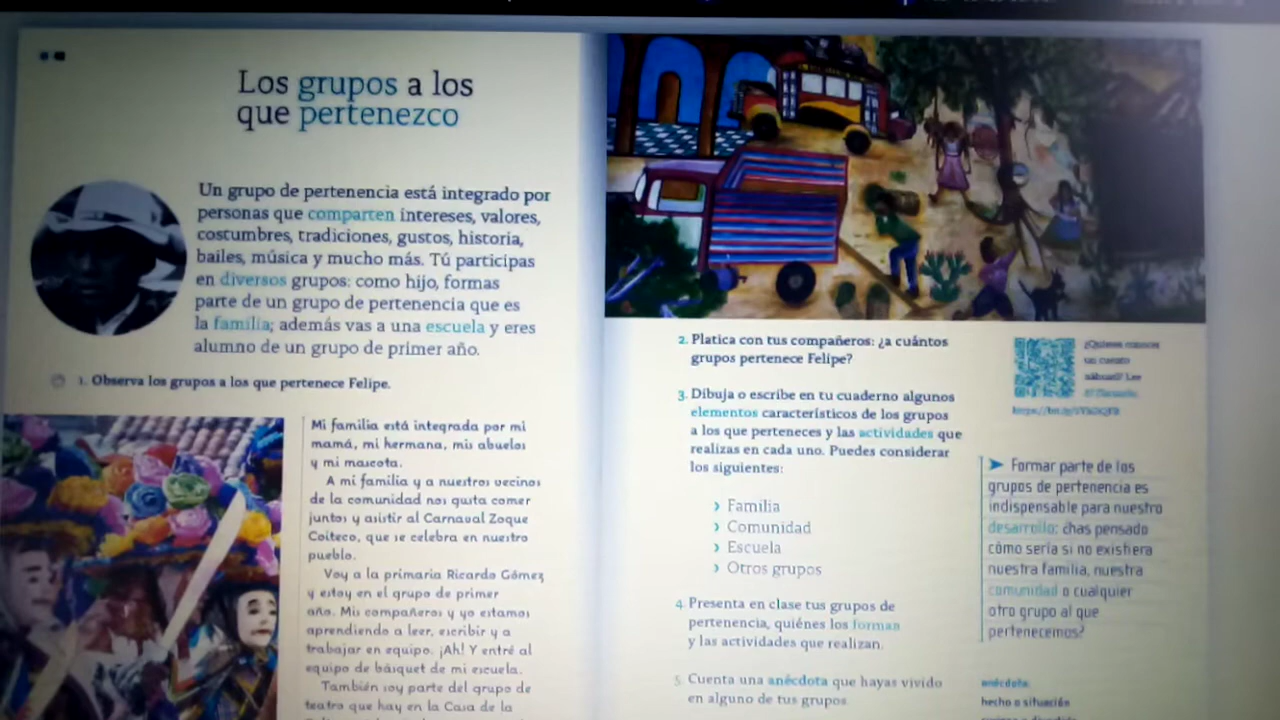 Los grupos a los
que pertenezco
Un grupo de pertenencia está integrado por
personas que comparten intereses, valores,
costumbres, tradiciones, gustos, historia,
bailes, música y mucho más. Tú participas
en diversos grupos: como hijo, formas
parte de un grupo de pertenencia que es
la familia; además vas a una escuela y eres
alumno de un grupo de primer año.
1. Observa los grupos a los que pertenece Felipe.
Mi familia está integrada por mi
mamá, mi hermana, mis abuelos
y mi mascota.
A mi familia y a nuestros vecinos
de la comunidad nos gusta comer
juntos y asistir al Carnaval Zoque
Coiteco, que se celebra en nuestro
pueblo.
Voy a la primaria Ricardo Gómez
y estoy en el grupo de primer
año. Mis compañeros y yo estamos
aprendiendo a leer, escribir y a
trabajar en equipo. ¡Ah! Y entré al
equipo de básquet de mi escuela.
También soy parte del grupo de
teatro que hay en la Casa de la
2. Platica con tus compañeros: ¿a cuántos
grupos pertenece Felipe?
3. Dibuja o escribe en tu cuaderno algunos
elementos característicos de los grupos
a los que perteneces y las actividades que
realizas en cada uno. Puedes considerar
los siguientes:
› Familia
› Comunidad
› Escuela
› Otros grupos
4. Presenta en clase tus grupos de
pertenencia, quiénes los forman
y las actividades que realizan.
5. Cuenta una anécdota que hayas vivido
en alguno de tus grupos
¿Quieres conocer
un cuento
náhuatl? Lee
➤ Formar parte de los
grupos de pertenencia es
indispensable para nuestro
desarrollo: ¿has pensado
cómo sería si no existiera
nuestra familia, nuestra
comunidad o cualquier
otro grupo al que
pertenecemos?
anécdota:
hecho o situación